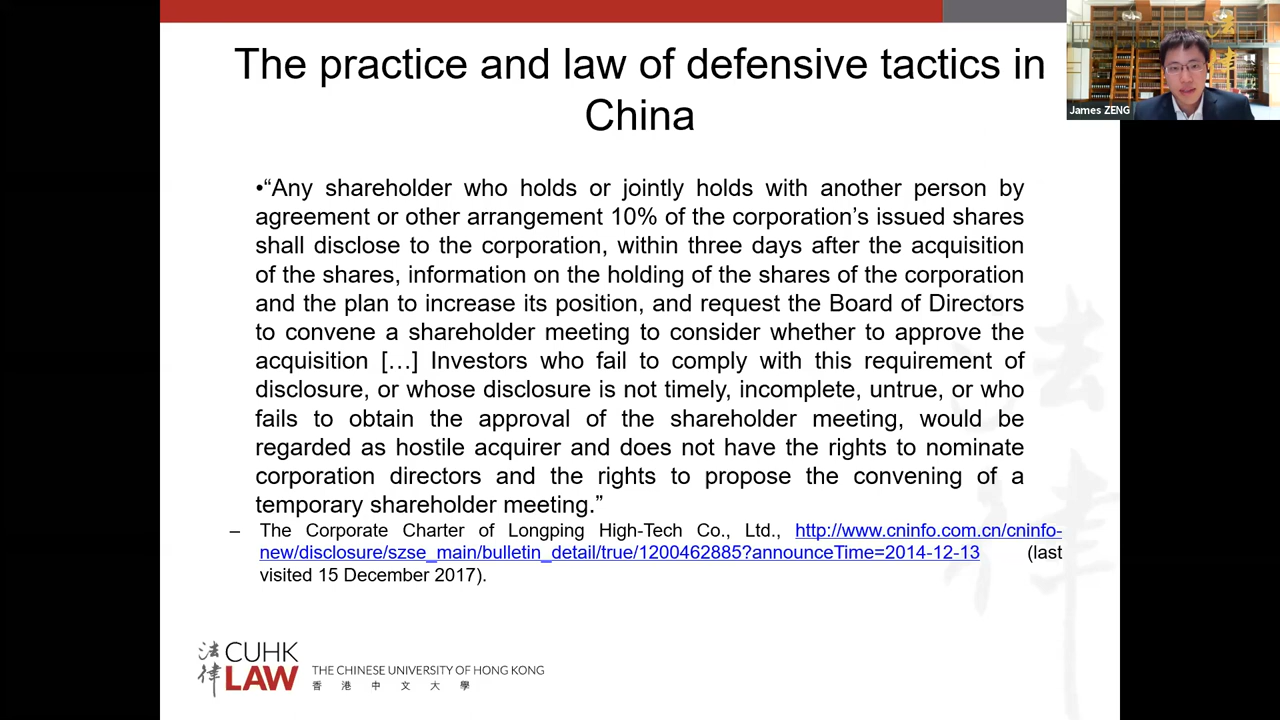 The practice and law of defensive tactics in
China
James ZENG
•“Any shareholder who holds or jointly holds with another person by
agreement or other arrangement 10% of the corporation’s issued shares
shall disclose to the corporation, within three days after the acquisition
of the shares, information on the holding of the shares of the corporation
and the plan to increase its position, and request the Board of Directors
to convene a shareholder meeting to consider whether to approve the
acquisition […] Investors who fail to comply with this requirement of
disclosure, or whose disclosure is not timely, incomplete, untrue, or who
fails to obtain the approval of the shareholder meeting, would be
regarded as hostile acquirer and does not have the rights to nominate
corporation directors and the rights to propose the convening of a
temporary shareholder meeting.”
– The Corporate Charter of Longping High-Tech Co., Ltd., http://www.cninfo.com.cn/cninfo-
new/disclosure/szse_main/bulletin_detail/true/1200462885?announceTime=2014-12-13 (last
visited 15 December 2017).
法律
CUHK
LAW
THE CHINESE UNIVERSITY OF HONG KONG
香港中文大學
法律